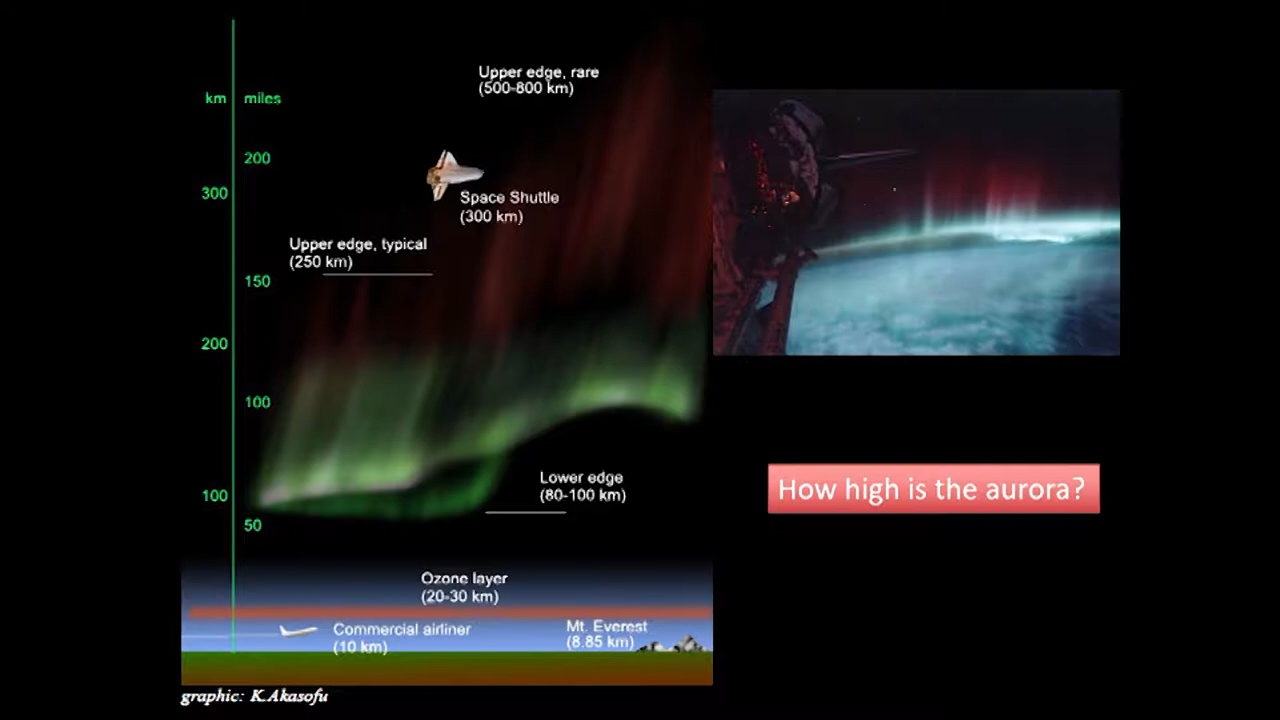 Upper edge, rare
(500-800 km)
km
miles
200
300
Space Shuttle
(300 km)
Upper edge, typical
(250 km)
150
200
100
Lower edge
(80-100 km)
100
50
How high is the aurora?
Ozone layer
(20-30 km)
Commercial airliner
(10 km)
Mt. Everest
(8.85 km)
graphic: K.Akasofu